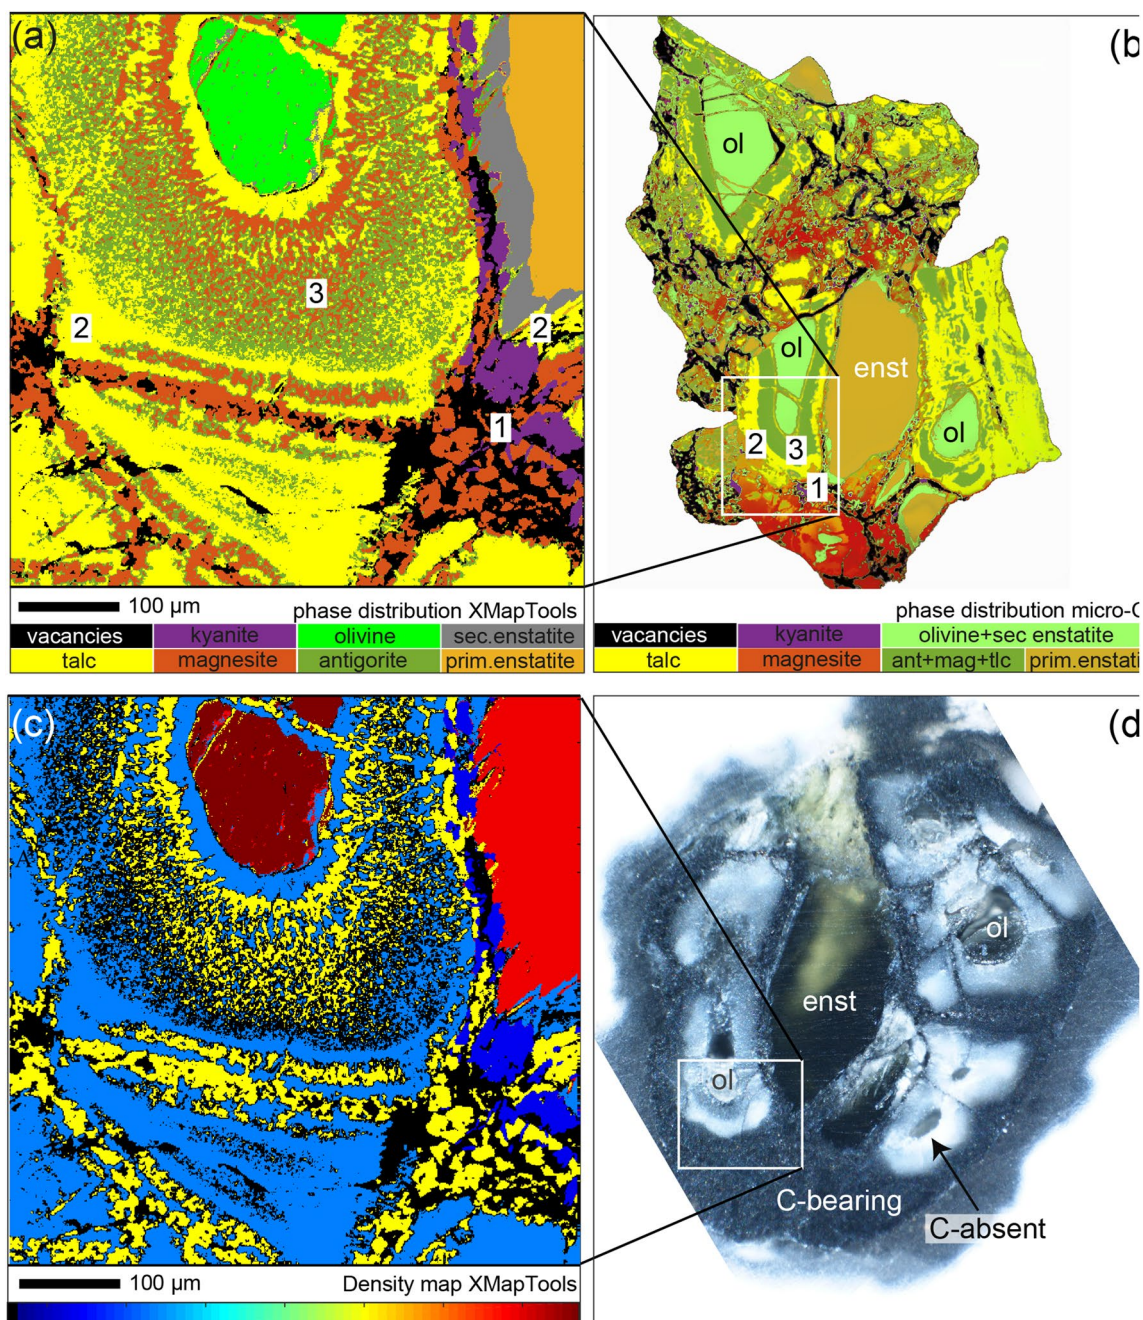 (a)
3
2
2
1
100 µm
phase distribution XMapTools
vacancies kyanite olivine sec.enstatite
talc magnesite antigorite prim.enstatite
(b
ol
ol
enst
ol
2
3
1
phase distribution micro-C
vacancies kyanite olivine+sec enstatite
talc magnesite ant+mag+tlc prim.enstati
(c)
A
100 µm
Density map XMapTools
(d
ol
enst
ol
C-bearing
C-absent